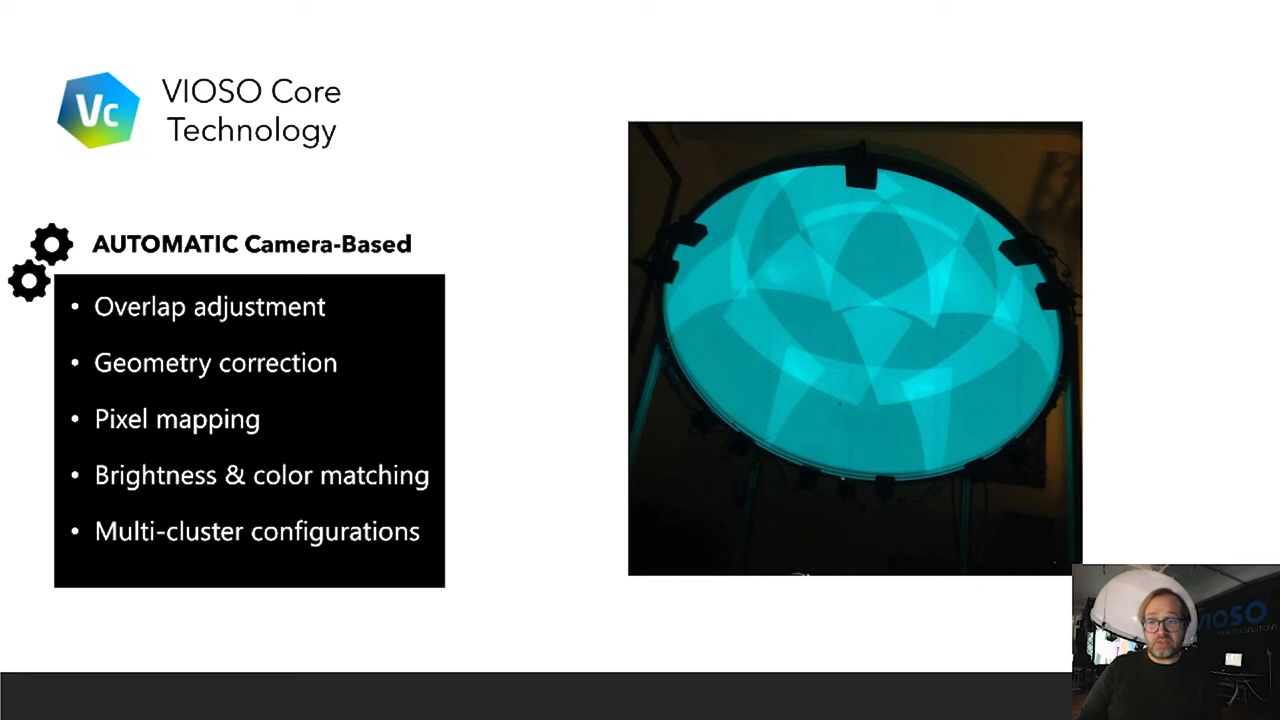 Vc
VIOSO Core
Technology
AUTOMATIC Camera-Based
• Overlap adjustment
• Geometry correction
• Pixel mapping
• Brightness & color matching
• Multi-cluster configurations
VIOSO